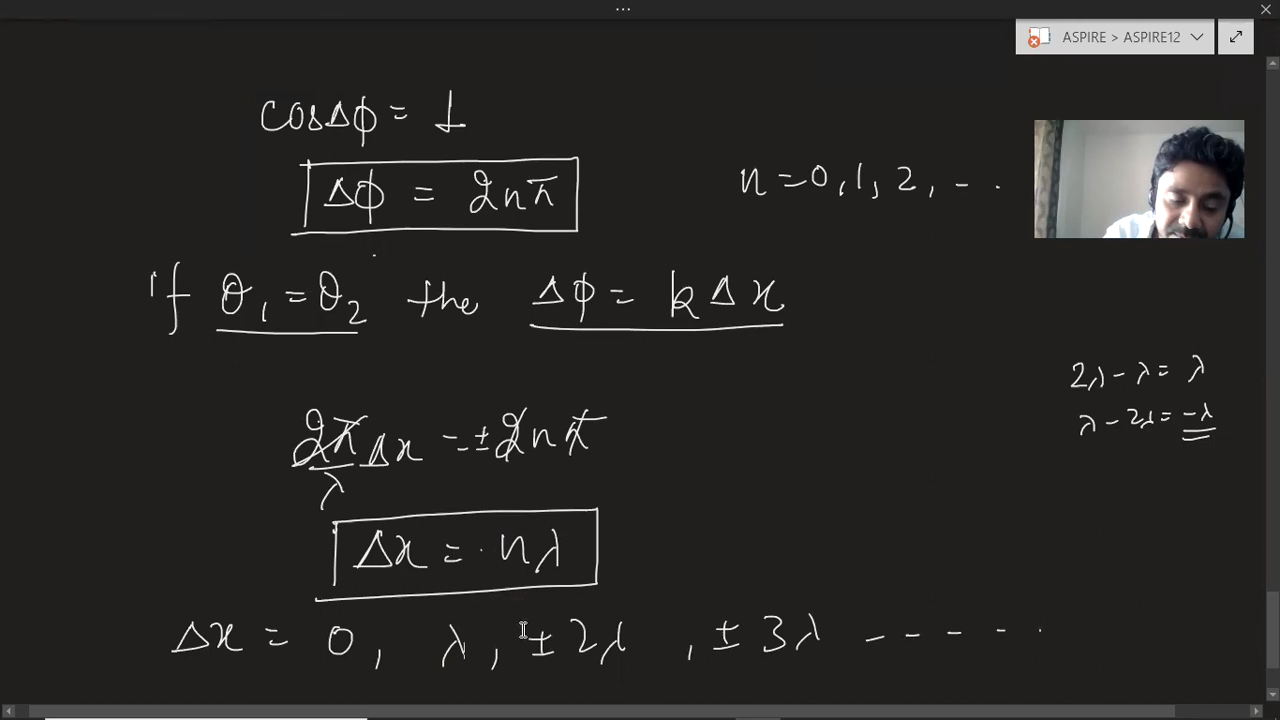 ...
ASPIRE > ASPIRE12
cosΔϕ = 1
Δϕ = 2nπ
n = 0, 1, 2, - ..
If θ₁ = θ₂ the Δϕ = kΔx
2λ - λ = λ
λ - 2λ = -λ
2π/λ Δx = ± 2nπ
Δx = nλ
Δx = 0, λ, ± 2λ, ± 3λ - - - - .